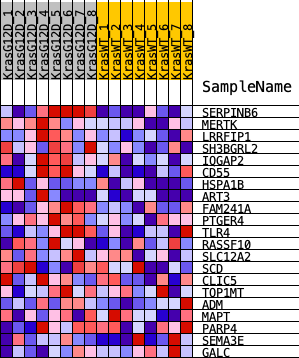 KrasG12D_1
KrasG12D_2
KrasG12D_3
KrasG12D_4
KrasG12D_5
KrasG12D_6
KrasG12D_7
KrasG12D_8
KrasWT_1
KrasWT_2
KrasWT_3
KrasWT_4
KrasWT_5
KrasWT_6
KrasWT_7
KrasWT_8
SampleName
SERPINB6
MERTK
LRRFIP1
SH3BGRL2
IQGAP2
CD55
HSPA1B
ART3
FAM241A
PTGER4
TLR4
RASSF10
SLC12A2
SCD
CLIC5
TOP1MT
ADM
MAPT
PARP4
SEMA3E
GALC